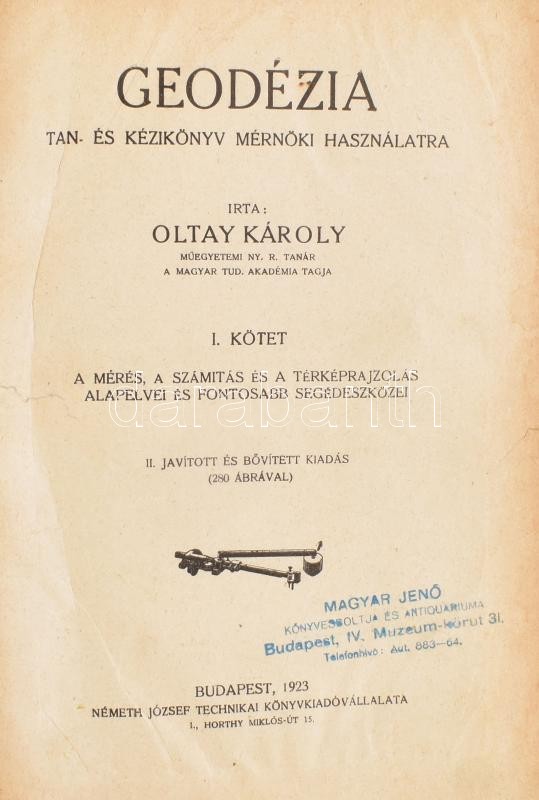 GEODÉZIA
TAN- ÉS KÉZIKÖNYV MÉRNÖKI HASZNÁLATRA
IRTA:
OLTAY KÁROLY
MŰEGYETEMI NY. R. TANÁR
A MAGYAR TUD. AKADÉMIA TAGJA
I. KÖTET
A MÉRÉS, A SZÁMITÁS ÉS A TÉRKÉPRAJZOLÁS
ALAPELVEI ÉS FONTOSABB SEGÉDESZKÖZEI
darabanth
II. JAVÍTOTT ÉS BŐVÍTETT KIADÁS
(280 ÁBRÁVAL)
MAGYAR JENŐ
KÖNYVESBOLTJA ÉS ANTIQUARIUMA
Budapest, IV. Muzeum-körut 31.
Telefonhivó: Aut. 883-64.
BUDAPEST, 1923
NÉMETH JÓZSEF TECHNIKAI KÖNYVKIADÓVÁLLALATA
I., HORTHY MIKLÓS-ÚT 15.